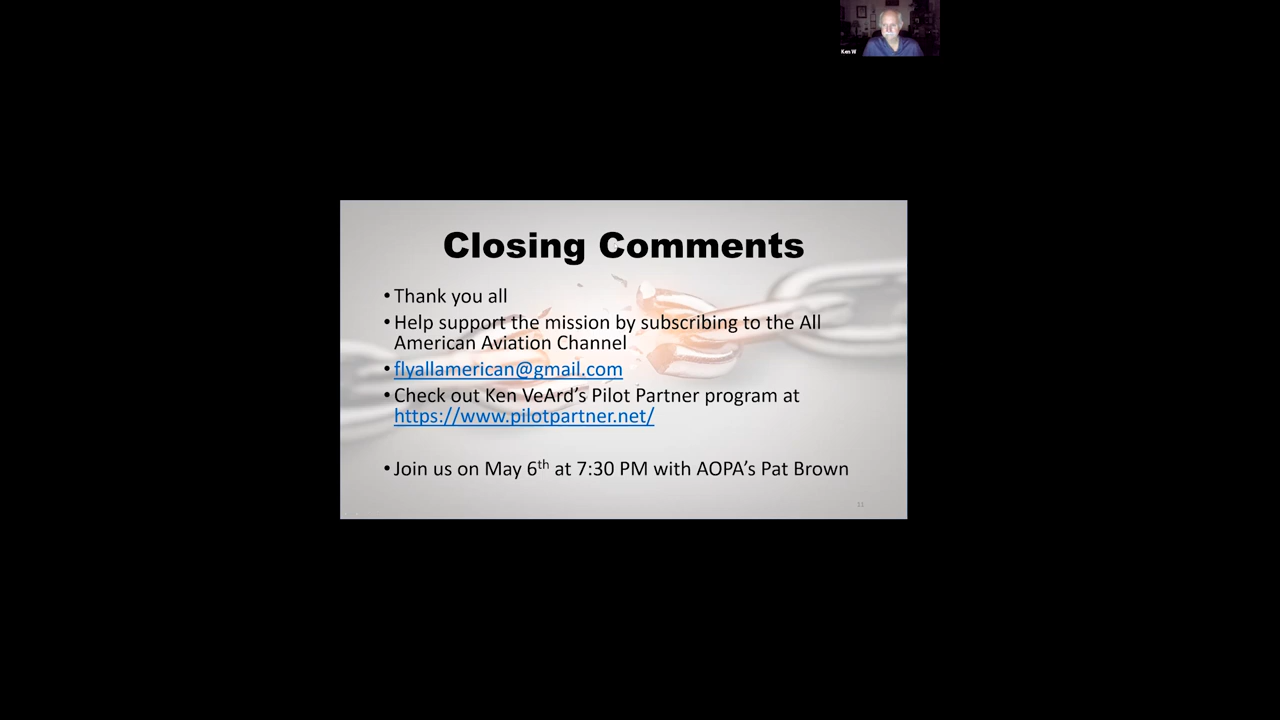 Ken W
Closing Comments
• Thank you all
• Help support the mission by subscribing to the All
American Aviation Channel
• flyallamerican@gmail.com
• Check out Ken VeArd’s Pilot Partner program at
https://www.pilotpartner.net/
• Join us on May 6th at 7:30 PM with AOPA’s Pat Brown
11